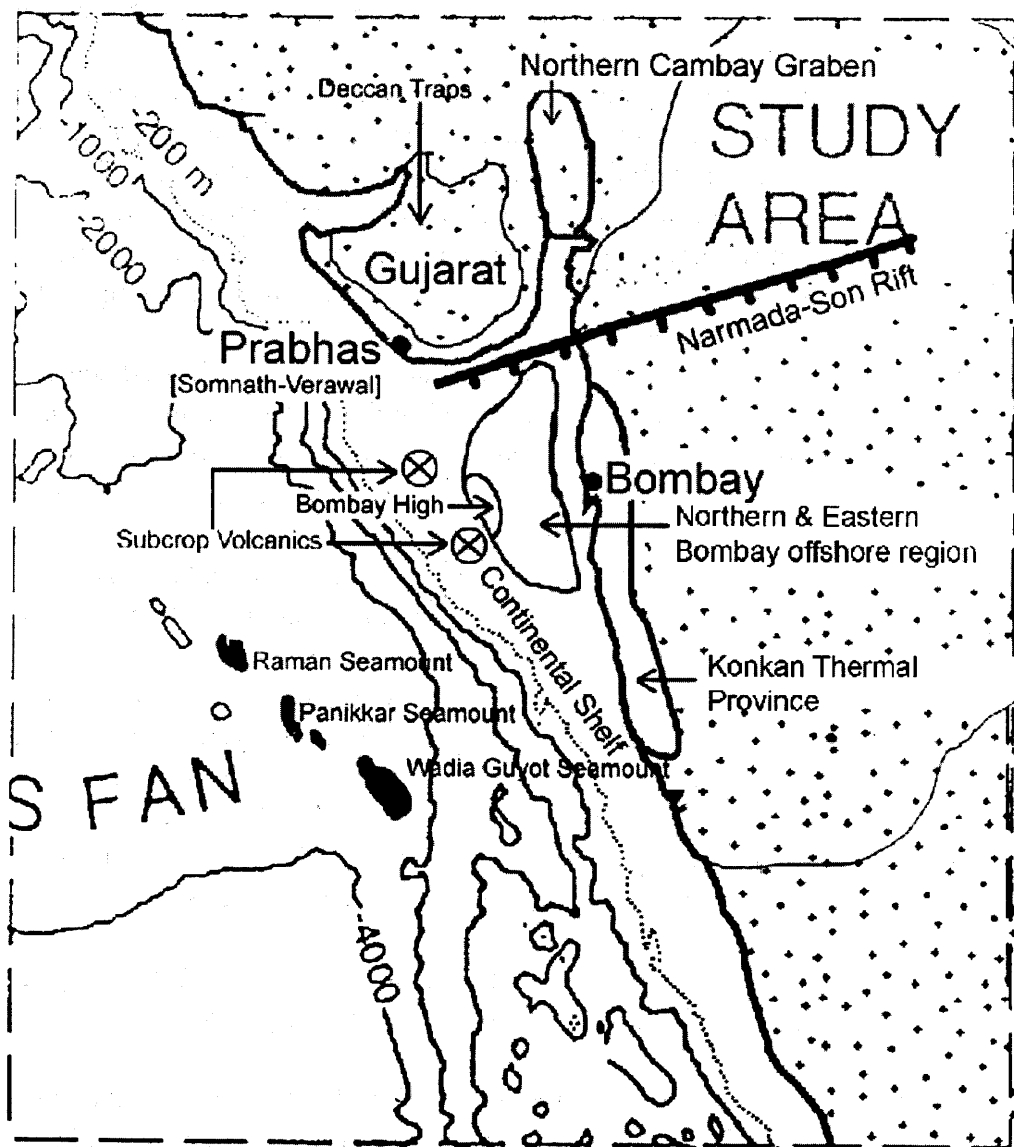 Deccan Traps
Northern Cambay Graben
STUDY
AREA
-200 m
-1000
-2000
Gujarat
Narmada-Son Rift
Prabhas
[Somnath-Verawal]
Bombay
Bombay High
Subcrop Volcanics
Northern & Eastern
Bombay offshore region
Continental Shelf
Raman Seamount
Panikkar Seamount
Wadia Guyot Seamount
Konkan Thermal
Province
S FAN
-4000